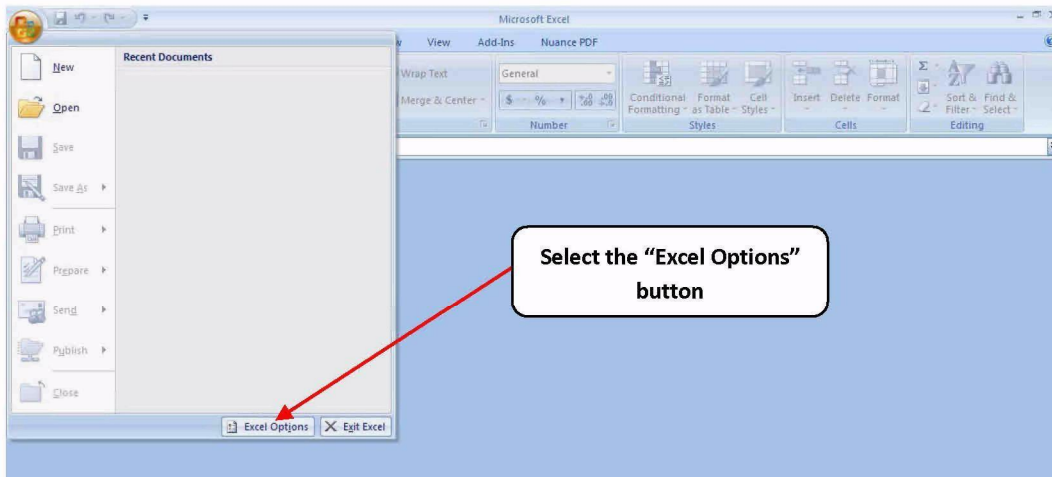 Microsoft Excel
View Add-Ins Nuance PDF
New
Open
Save
Save As
Print
Prepare
Send
Publish
Close
Recent Documents
Excel Options
Exit Excel
Wrap Text
Merge & Center
General
$ % ,
Number
Conditional Formatting
Format as Table
Cell Styles
Styles
Insert Delete Format
Cells
Σ
Sort & Filter
Find & Select
Editing
Select the “Excel Options”
button